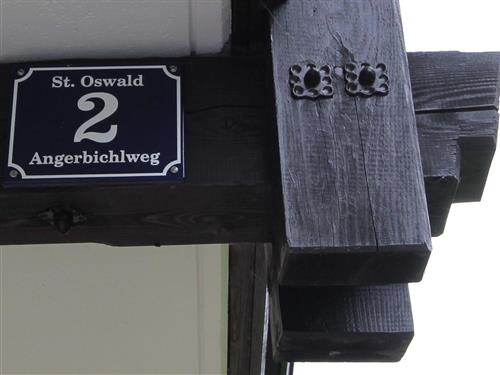 St. Oswald
2
Angerbichlweg